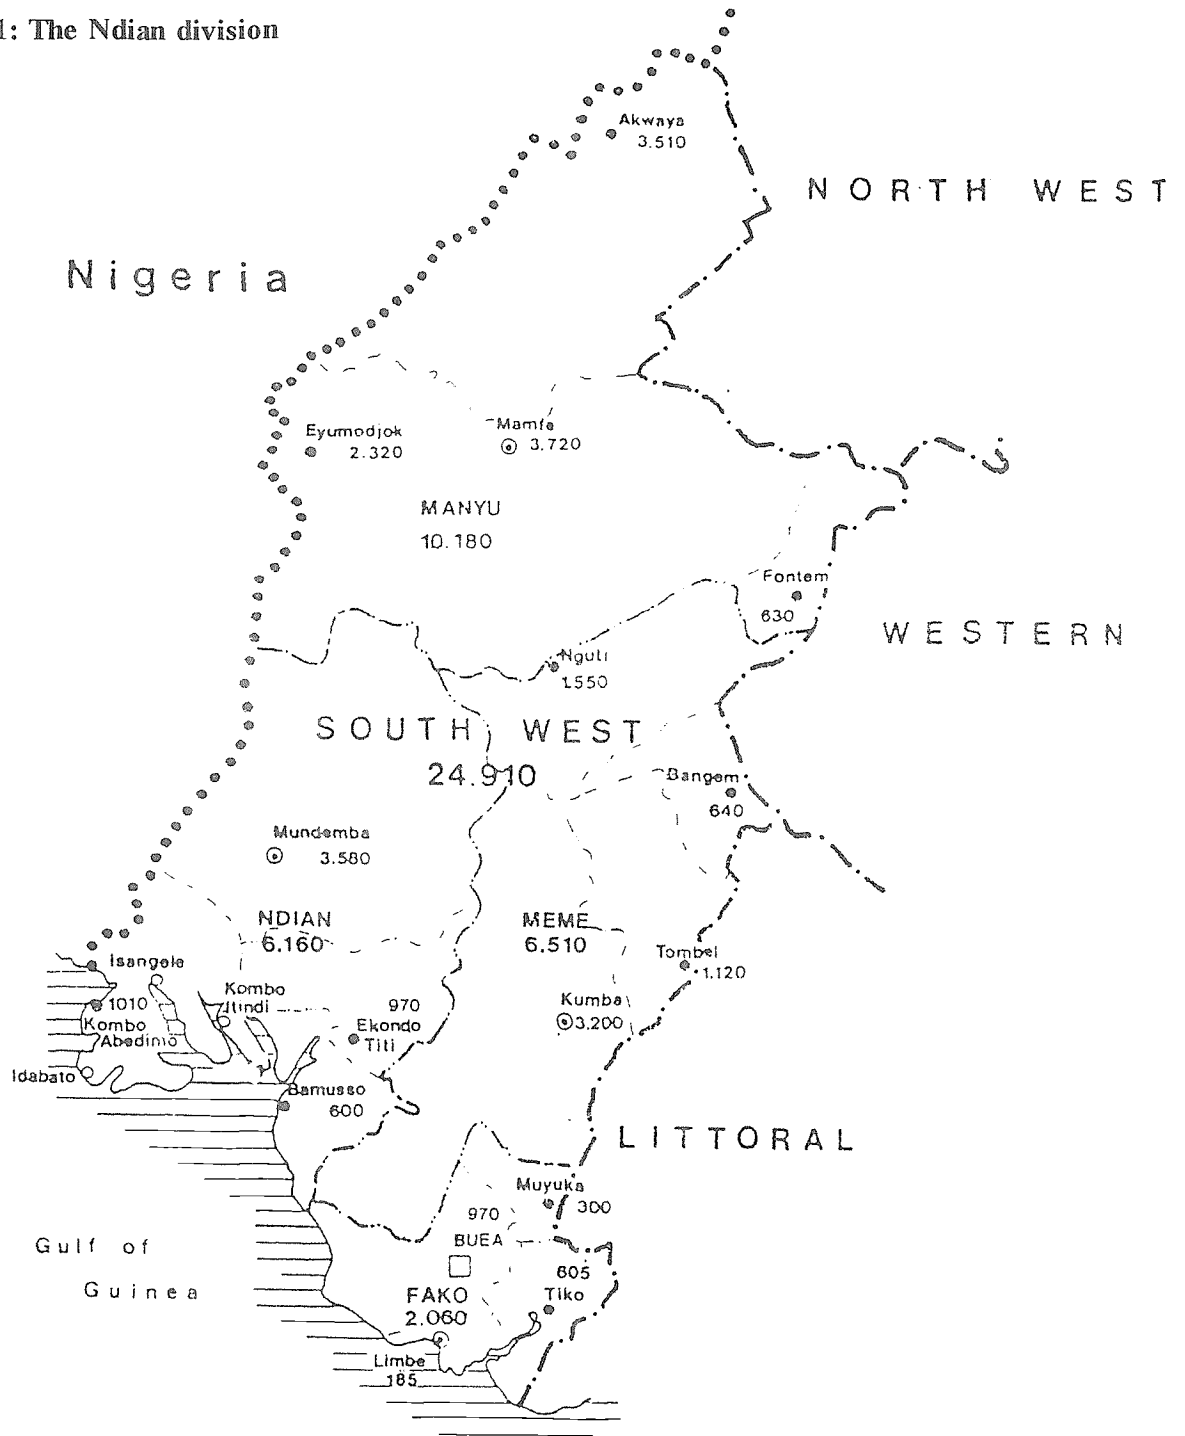 1: The Ndian division
Akwaya
3.510
NORTH WEST
Nigeria
Eyumodjok
2.320
Mamfe
3.720
MANYU
10.180
Fontem
630
WESTERN
Nguti
1.550
SOUTH WEST
24.910
Bangem
640
Mundemba
3.580
NDIAN
6.160
MEME
6.510
Tombel
1.120
Isangele
1010
Kombo
Itindi
Kombo
Abedimo
970
Ekondo
Titi
Kumba
3.200
Idabato
Bamusso
600
LITTORAL
Muyuka
300
970
BUEA
Gulf of
Guinea
605
Tiko
FAKO
2.060
Limbe
185